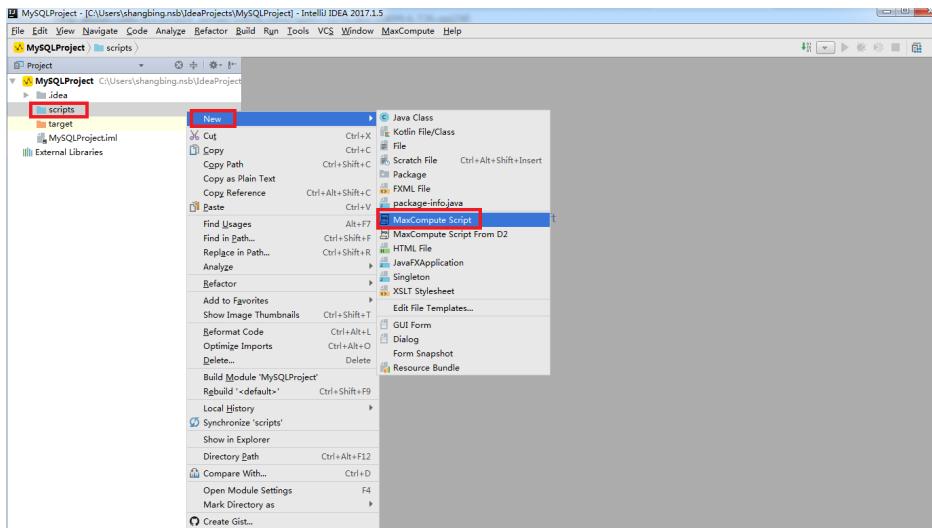 MySQLProject - [C:\Users\shangbing.nsb\IdeaProjects\MySQLProject] - IntelliJ IDEA 2017.1.5
File Edit View Navigate Code Analyze Refactor Build Run Tools VCS Window MaxCompute Help
MySQLProject scripts
Project
MySQLProject C:\Users\shangbing.nsb\IdeaProject
.idea
scripts
target
MySQLProject.iml
External Libraries
New
Cut Ctrl+X
Copy Ctrl+C
Copy Path Ctrl+Shift+C
Copy as Plain Text
Copy Reference Ctrl+Alt+Shift+C
Paste Ctrl+V
Find Usages Alt+F7
Find in Path... Ctrl+Shift+F
Replace in Path... Ctrl+Shift+R
Analyze
Refactor
Add to Favorites
Show Image Thumbnails Ctrl+Shift+T
Reformat Code Ctrl+Alt+L
Optimize Imports Ctrl+Alt+O
Delete... Delete
Build Module 'MySQLProject'
Rebuild '<default>' Ctrl+Shift+F9
Local History
Synchronize 'scripts'
Show in Explorer
Directory Path Ctrl+Alt+F12
Compare With... Ctrl+D
Open Module Settings F4
Mark Directory as
Create Gist...
Java Class
Kotlin File/Class
File
Scratch File Ctrl+Alt+Shift+Insert
Package
FXML File
package-info.java
MaxCompute Script
MaxCompute Script From D2
HTML File
JavaFXApplication
Singleton
XSLT Stylesheet
Edit File Templates...
GUI Form
Dialog
Form Snapshot
Resource Bundle